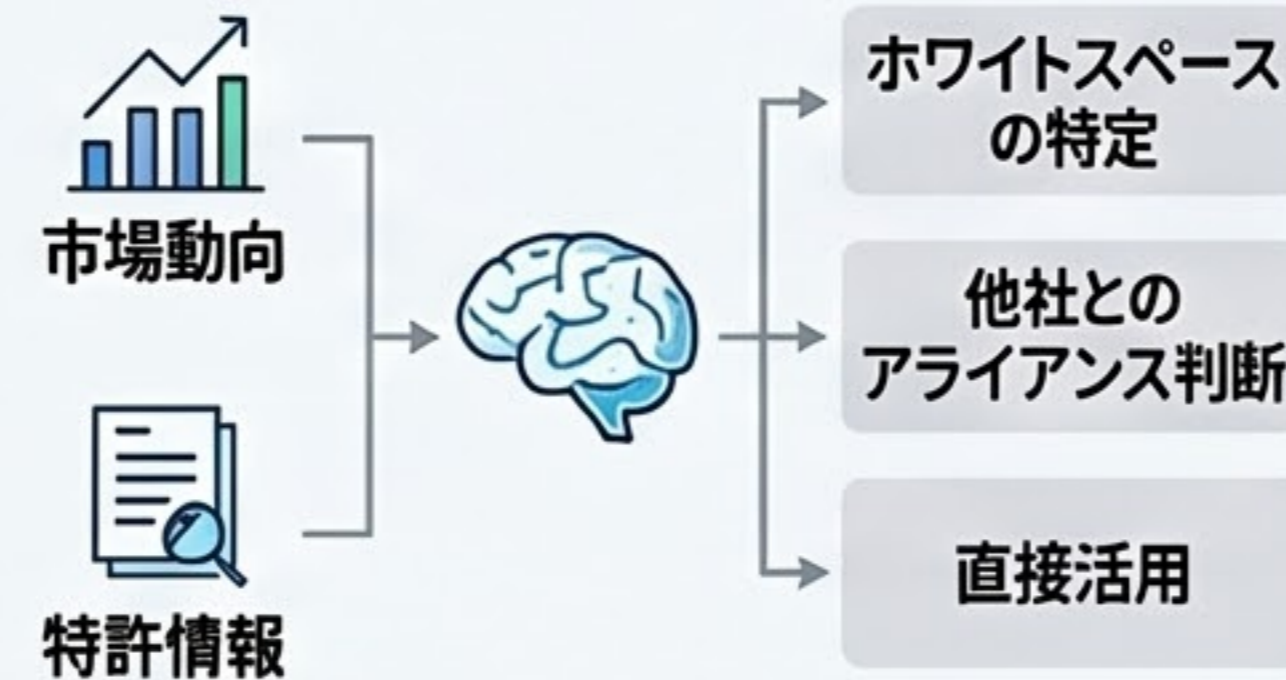 市場動向
特許情報
ホワイトスペース
の特定
他社との
アライアンス判断
直接活用